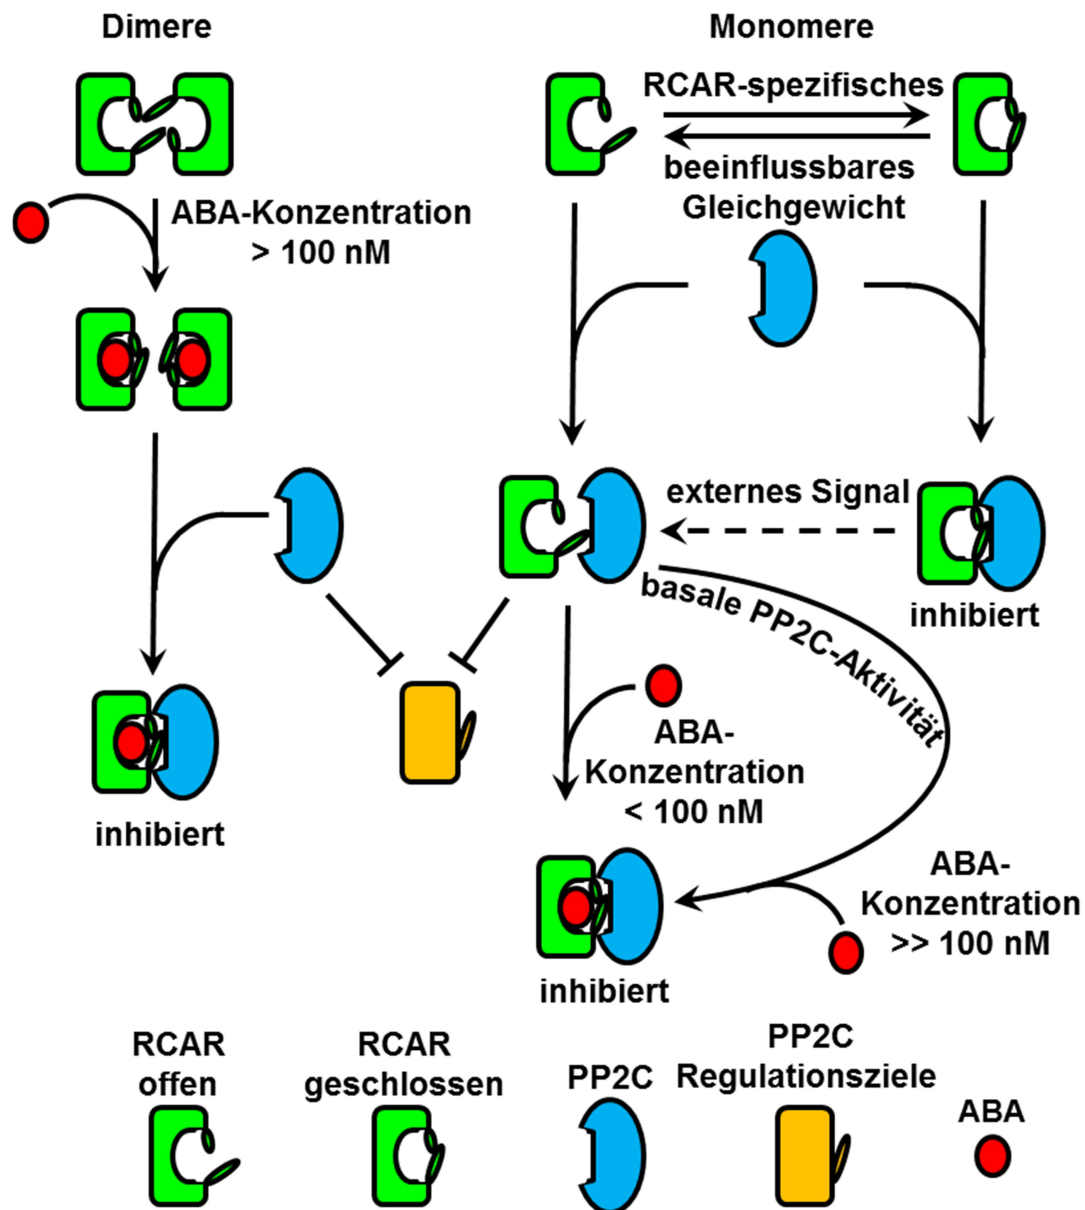 Dimere
Monomere
RCAR-spezifisches
beeinflussbares
Gleichgewicht
ABA-Konzentration
> 100 nM
externes Signal
inhibiert
basale PP2C-Aktivität
ABA-
Konzentration
< 100 nM
inhibiert
ABA-
Konzentration
>> 100 nM
inhibiert
RCAR
offen
RCAR
geschlossen
PP2C
PP2C
Regulationsziele
ABA